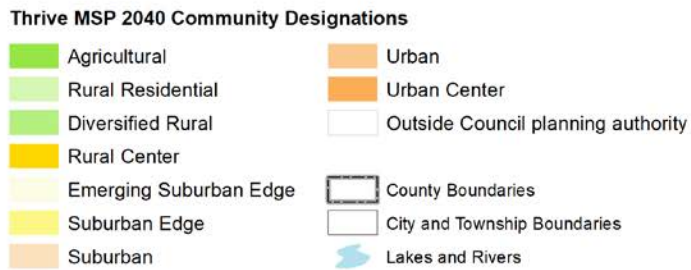 Thrive MSP 2040 Community Designations
Agricultural
Rural Residential
Diversified Rural
Rural Center
Emerging Suburban Edge
Suburban Edge
Suburban
Urban
Urban Center
Outside Council planning authority
County Boundaries
City and Township Boundaries
Lakes and Rivers